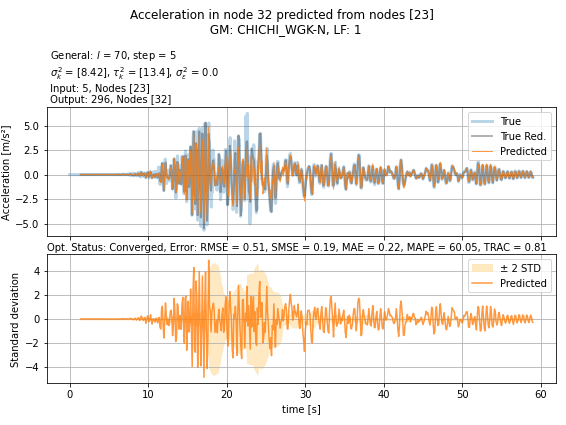 Acceleration in node 32 predicted from nodes [23]
GM: CHICHI_WGK-N, LF: 1
General: l = 70, step = 5
σ²ₖ = [8.42], τ²ₖ = [13.4], σ²ε = 0.0
Input: 5, Nodes [23]
Output: 296, Nodes [32]
Acceleration [m/s²]
5.0
2.5
0.0
−2.5
−5.0
True
True Red.
Predicted
Opt. Status: Converged, Error: RMSE = 0.51, SMSE = 0.19, MAE = 0.22, MAPE = 60.05, TRAC = 0.81
Standard deviation
4
2
0
−2
−4
± 2 STD
Predicted
0 10 20 30 40 50 60
time [s]